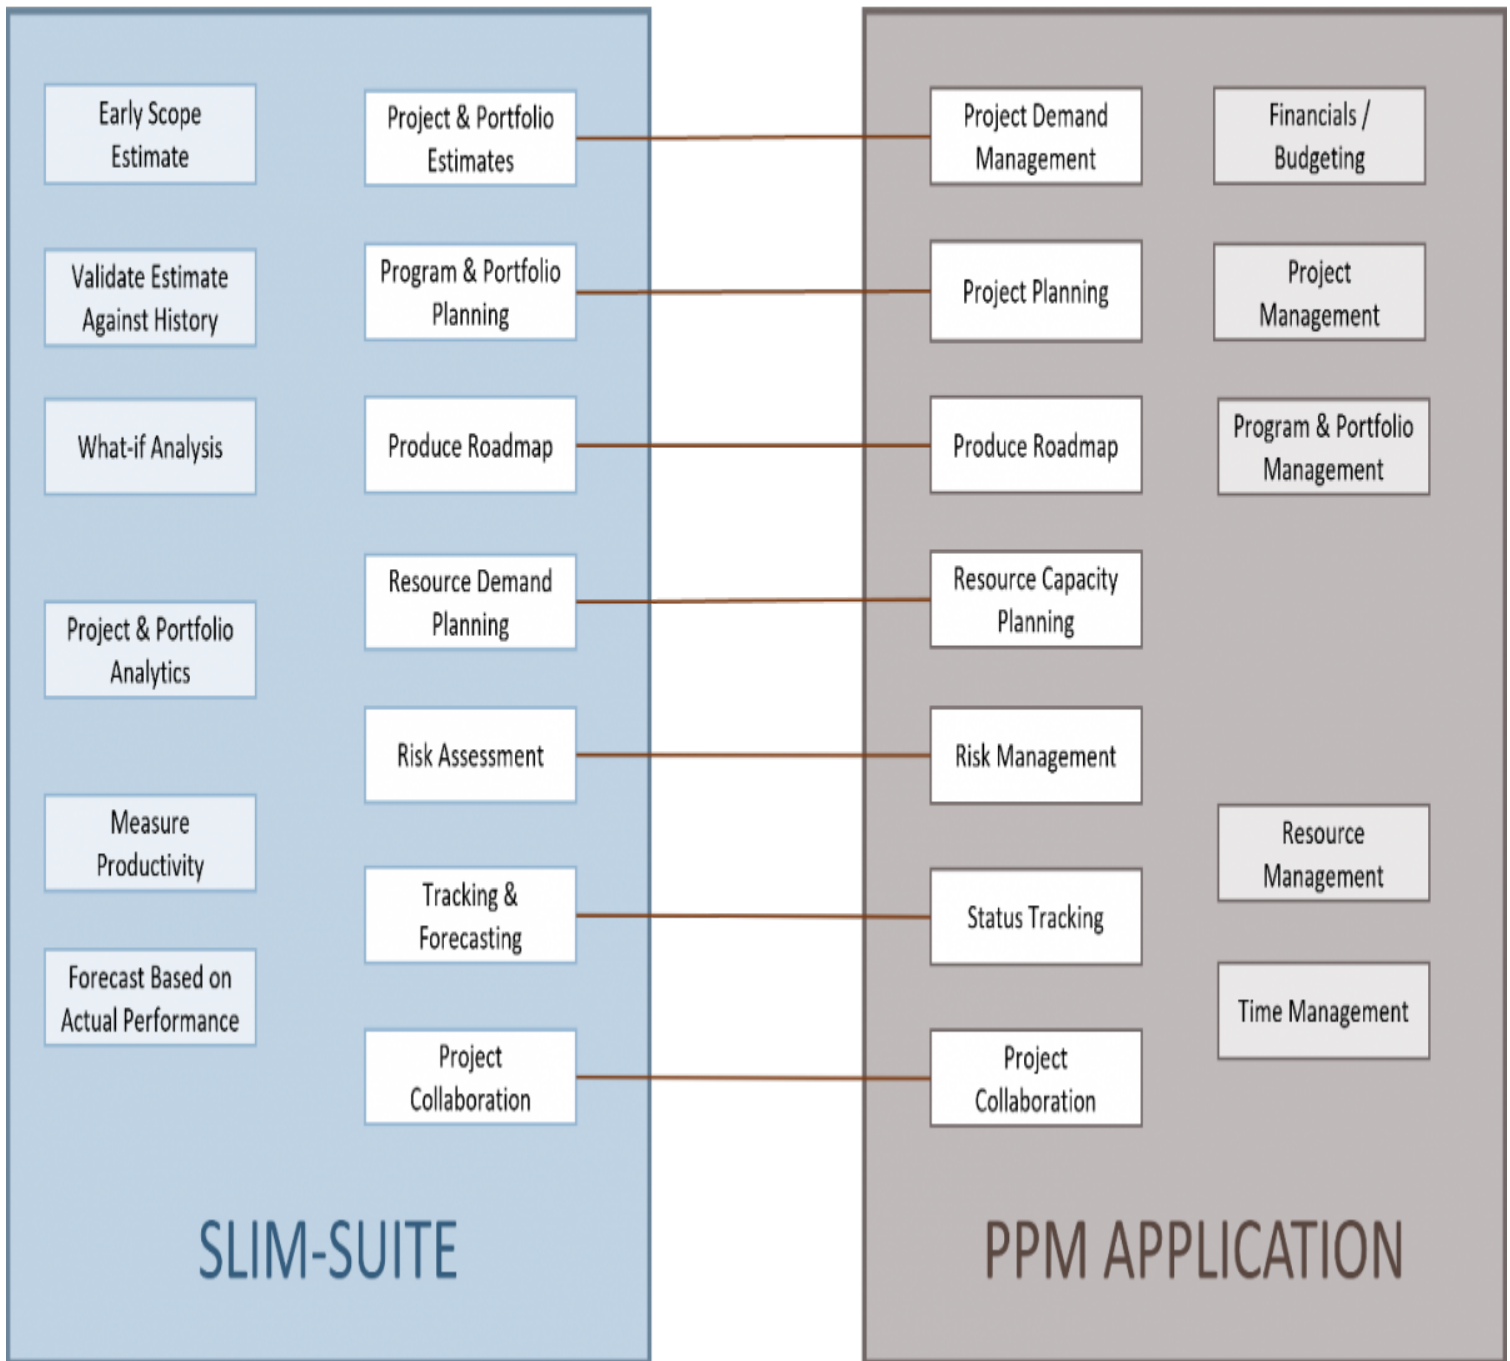 Early Scope
Estimate
Project & Portfolio
Estimates
Project Demand
Management
Financials /
Budgeting
Validate Estimate
Against History
Program & Portfolio
Planning
Project Planning
Project
Management
What-if Analysis
Produce Roadmap
Produce Roadmap
Program & Portfolio
Management
Project & Portfolio
Analytics
Resource Demand
Planning
Resource Capacity
Planning
Risk Assessment
Risk Management
Measure
Productivity
Resource
Management
Tracking &
Forecasting
Status Tracking
Forecast Based on
Actual Performance
Time Management
Project
Collaboration
Project
Collaboration
SLIM-SUITE
PPM APPLICATION